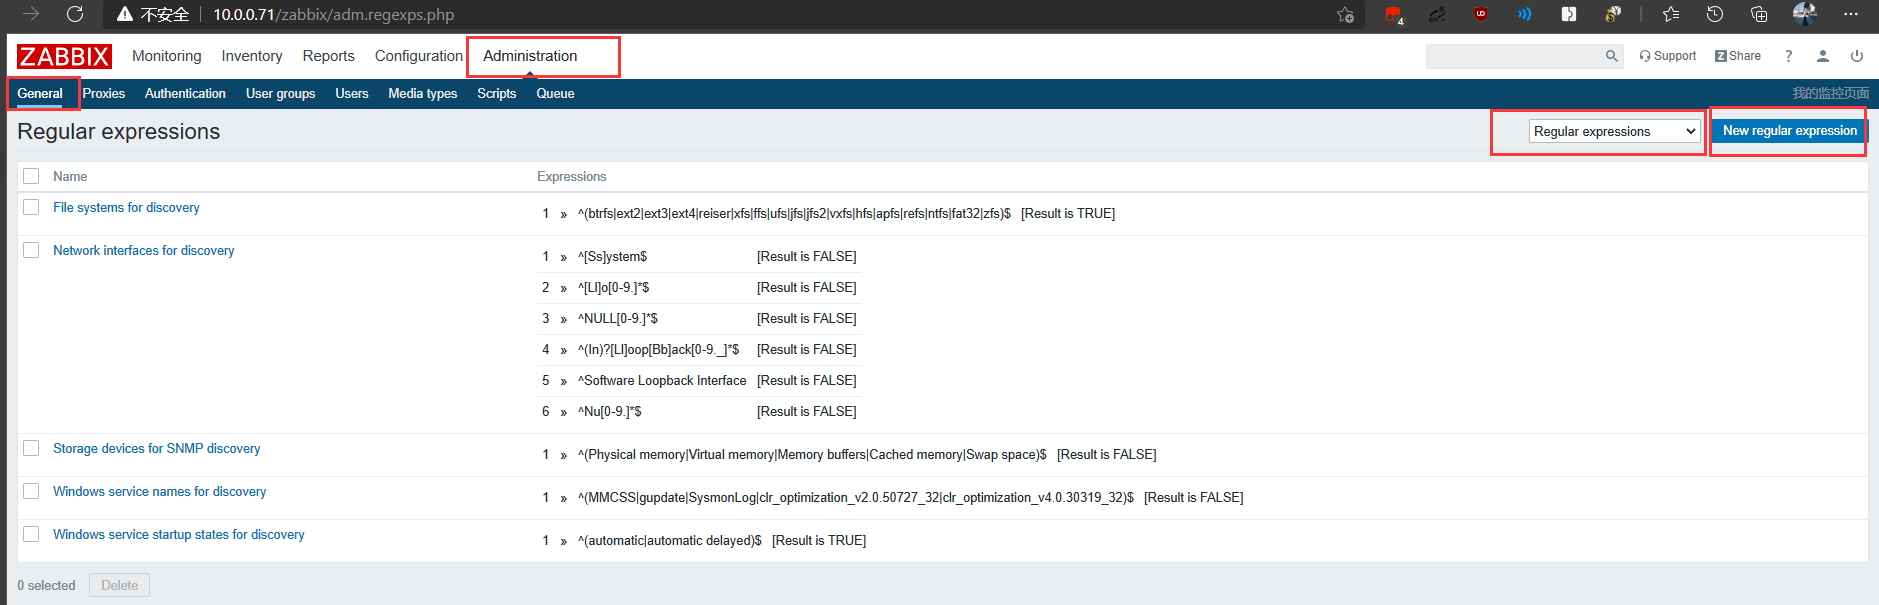 不安全 10.0.0.71/zabbix/adm.regexps.php 4 en UD
ZABBIX Monitoring Inventory Reports Configuration Administration Support Z Share ?
General Proxies Authentication User groups Users Media types Scripts Queue 我的监控页面
Regular expressions Regular expressions New regular expression
Name Expressions
File systems for discovery 1 » ^(btrfs|ext2|ext3|ext4|reiser|xfs|ffs|ufs|jfs|jfs2|vxfs|hfs|apfs|refs|ntfs|fat32|zfs)$ [Result is TRUE]
Network interfaces for discovery 1 » ^[Ss]ystem$ [Result is FALSE]
2 » ^[Ll]o[0-9.]*$ [Result is FALSE]
3 » ^NULL[0-9.]*$ [Result is FALSE]
4 » ^(In)?[Ll]oop[Bb]ack[0-9._]*$ [Result is FALSE]
5 » ^Software Loopback Interface [Result is FALSE]
6 » ^Nu[0-9.]*$ [Result is FALSE]
Storage devices for SNMP discovery 1 » ^(Physical memory|Virtual memory|Memory buffers|Cached memory|Swap space)$ [Result is FALSE]
Windows service names for discovery 1 » ^(MMCSS|gupdate|SysmonLog|clr_optimization_v2.0.50727_32|clr_optimization_v4.0.30319_32)$ [Result is FALSE]
Windows service startup states for discovery 1 » ^(automatic|automatic delayed)$ [Result is TRUE]
0 selected Delete